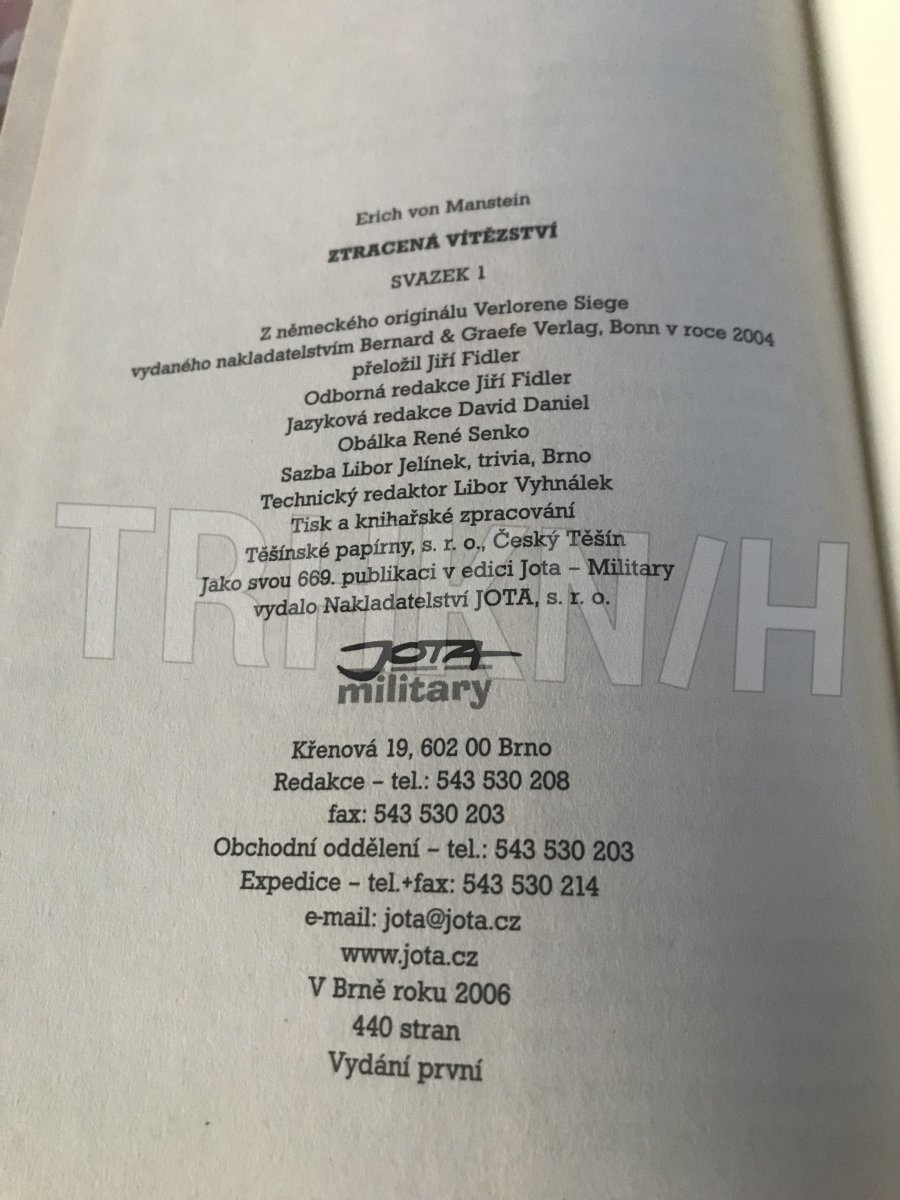 Erich von Manstein
ZTRACENÁ VÍTĚZSTVÍ
SVAZEK 1
Z německého originálu Verlorene Siege
vydaného nakladatelstvím Bernard & Graefe Verlag, Bonn v roce 2004
přeložil Jiří Fidler
Odborná redakce Jiří Fidler
Jazyková redakce David Daniel
Obálka René Senko
Sazba Libor Jelínek, trivia, Brno
Technický redaktor Libor Vyhnálek
Tisk a knihařské zpracování
Těšínské papírny, s. r. o., Český Těšín
Jako svou 669. publikaci v edici Jota – Military
vydalo Nakladatelství JOTA, s. r. o.
JOTA
military
Křenová 19, 602 00 Brno
Redakce – tel.: 543 530 208
fax: 543 530 203
Obchodní oddělení – tel.: 543 530 203
Expedice – tel.+fax: 543 530 214
e-mail: jota@jota.cz
www.jota.cz
V Brně roku 2006
440 stran
Vydání první